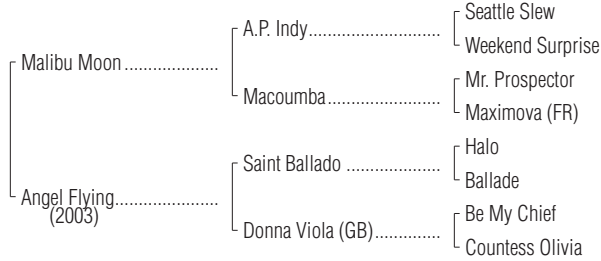 Seattle Slew
A.P. Indy..............................
Weekend Surprise
Malibu Moon .....................
Mr. Prospector
Macoumba..........................
Maximova (FR)
Halo
Saint Ballado .....................
Ballade
Angel Flying.......................
(2003)
Be My Chief
Donna Viola (GB)...............
Countess Olivia